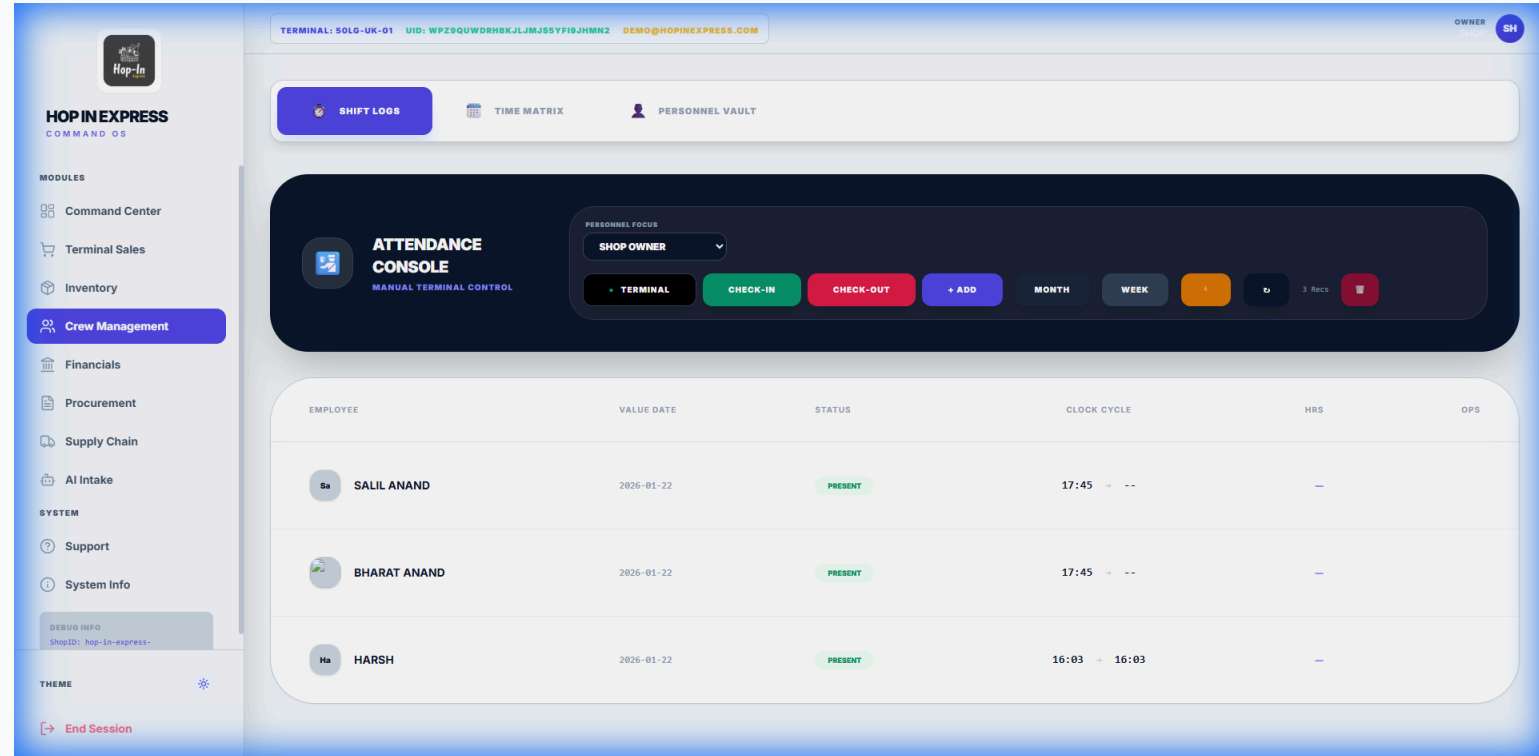 TERMINAL: 50LG-UK-01 UID: WPZ9QUWDRHBKJLJMJS5YFI9JHMN2 DEMO@HOPINEXPRESS.COM
OWNER
SHOP
SH
Hop-In
HOP IN EXPRESS
COMMAND OS
MODULES
Command Center
Terminal Sales
Inventory
Crew Management
Financials
Procurement
Supply Chain
AI Intake
SYSTEM
Support
System Info
DEBUG INFO
ShopID: hop-in-express-
THEME
End Session
SHIFT LOGS TIME MATRIX PERSONNEL VAULT
ATTENDANCE
CONSOLE
MANUAL TERMINAL CONTROL
PERSONNEL FOCUS
SHOP OWNER
TERMINAL CHECK-IN CHECK-OUT + ADD MONTH WEEK 3 Recs
EMPLOYEE VALUE DATE STATUS CLOCK CYCLE HRS OPS
Sa SALIL ANAND 2026-01-22 PRESENT 17:45 → -- —
BHARAT ANAND 2026-01-22 PRESENT 17:45 → -- —
Ha HARSH 2026-01-22 PRESENT 16:03 → 16:03 —